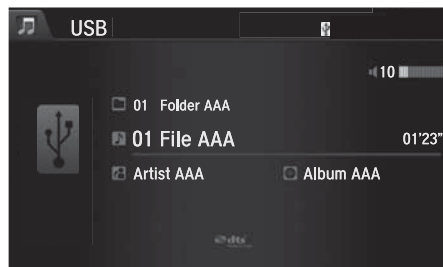 USB
10
01 Folder AAA
01 File AAA 01'23"
Artist AAA Album AAA
dts